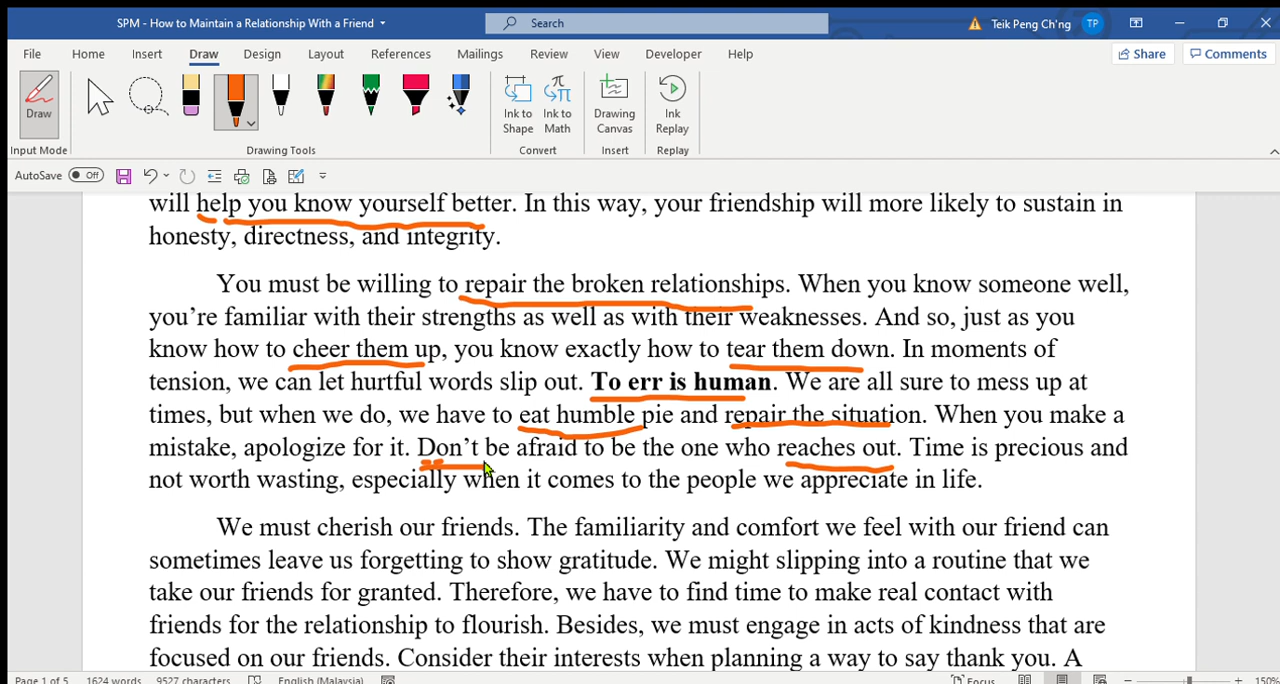 SPM - How to Maintain a Relationship With a Friend
Search
Teik Peng Ch'ng
TP
File Home Insert Draw Design Layout References Mailings Review View Developer Help
Share
Comments
Draw
Ink to Shape
Ink to Math
Drawing Canvas
Ink Replay
Input Mode
Drawing Tools
Convert
Insert
Replay
AutoSave Off
will help you know yourself better. In this way, your friendship will more likely to sustain in
honesty, directness, and integrity.
You must be willing to repair the broken relationships. When you know someone well,
you're familiar with their strengths as well as with their weaknesses. And so, just as you
know how to cheer them up, you know exactly how to tear them down. In moments of
tension, we can let hurtful words slip out. To err is human. We are all sure to mess up at
times, but when we do, we have to eat humble pie and repair the situation. When you make a
mistake, apologize for it. Don't be afraid to be the one who reaches out. Time is precious and
not worth wasting, especially when it comes to the people we appreciate in life.
We must cherish our friends. The familiarity and comfort we feel with our friend can
sometimes leave us forgetting to show gratitude. We might slipping into a routine that we
take our friends for granted. Therefore, we have to find time to make real contact with
friends for the relationship to flourish. Besides, we must engage in acts of kindness that are
focused on our friends. Consider their interests when planning a way to say thank you. A
Page 1 of 5 1624 words 9527 characters English (Malaysia) Focus 150%